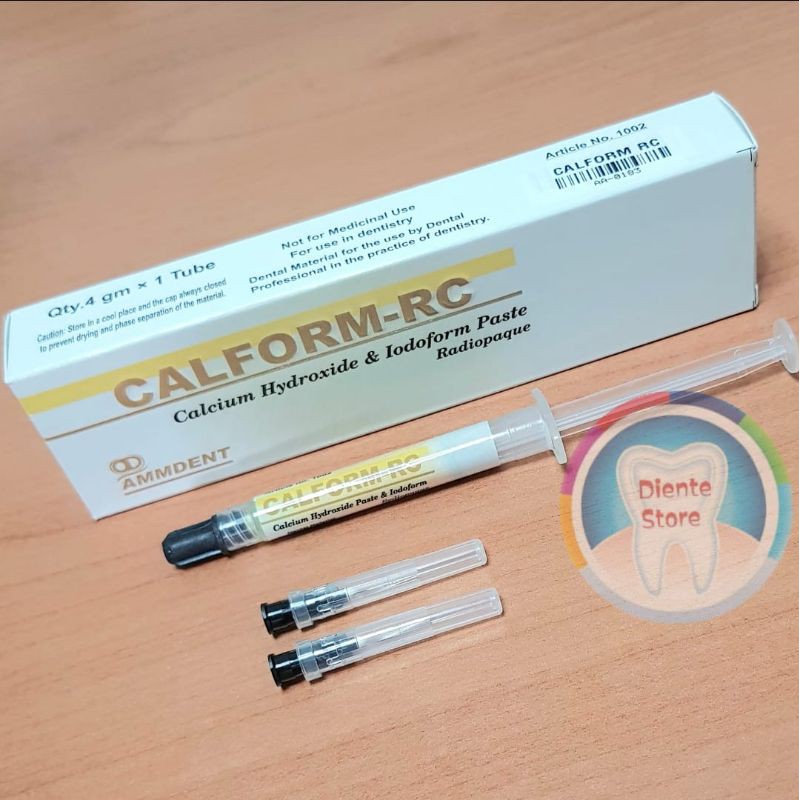 Article No. 1002
CALFORM RC
AA-0193
Not for Medicinal Use
For use in dentistry
Dental Material for the use by Dental
Professional in the practice of dentistry.
Qty.4 gm × 1 Tube
Caution: Store in a cool place and the cap always closed
to prevent drying and phase separation of the material.
CALFORM-RC
Calcium Hydroxide & Iodoform Paste
Radiopaque
AMMDENT
CALFORM-RC
Calcium Hydroxide Paste & Iodoform
Diente
Store